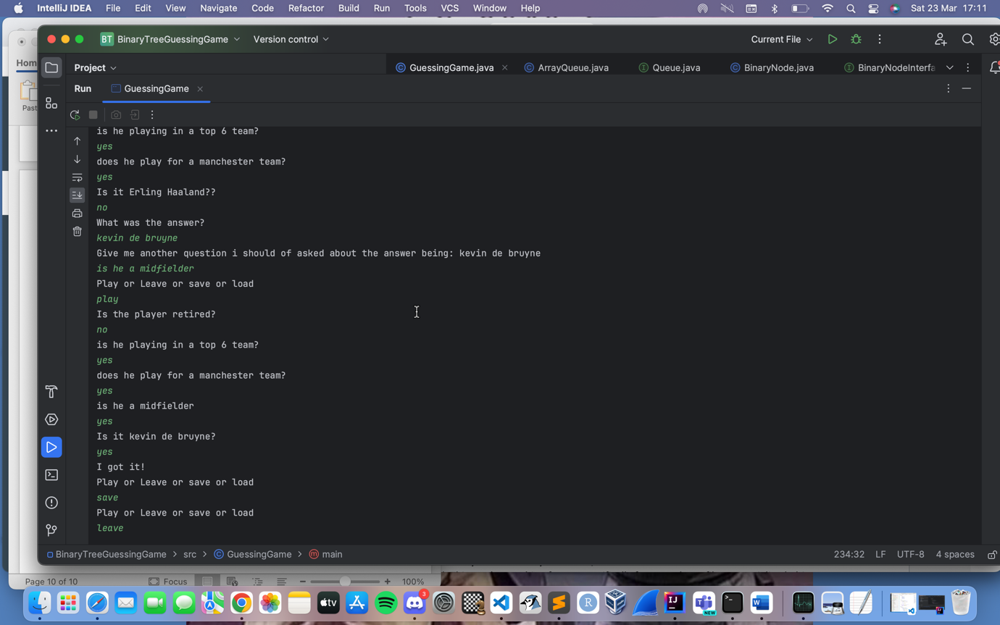 IntelliJ IDEA File Edit View Navigate Code Refactor Build Run Tools VCS Window Help Sat 23 Mar 17:11
BT BinaryTreeGuessingGame Version control Current File
Hom
Project GuessingGame.java ArrayQueue.java Queue.java BinaryNode.java BinaryNodeInterfa
Run GuessingGame
Past
is he playing in a top 6 team?
yes
does he play for a manchester team?
yes
Is it Erling Haaland??
no
What was the answer?
kevin de bruyne
Give me another question i should of asked about the answer being: kevin de bruyne
is he a midfielder
Play or Leave or save or load
play
Is the player retired?
no
is he playing in a top 6 team?
yes
does he play for a manchester team?
yes
is he a midfielder
yes
Is it kevin de bruyne?
yes
I got it!
Play or Leave or save or load
save
Play or Leave or save or load
leave
BinaryTreeGuessingGame > src > GuessingGame > main 234:32 LF UTF-8 4 spaces
Page 10 of 10 Focus 100%
3
tv
R
IJ
NEW
W